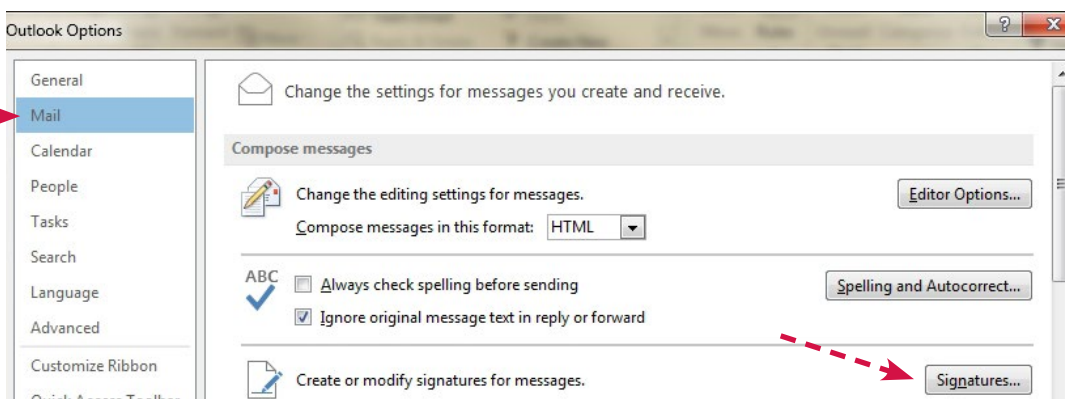 Outlook Options
General
Mail
Calendar
People
Tasks
Search
Language
Advanced
Customize Ribbon
Quick Access Toolbar
Change the settings for messages you create and receive.
Compose messages
Change the editing settings for messages.
Editor Options...
Compose messages in this format: HTML
ABC
Always check spelling before sending
Spelling and Autocorrect...
Ignore original message text in reply or forward
Create or modify signatures for messages.
Signatures...